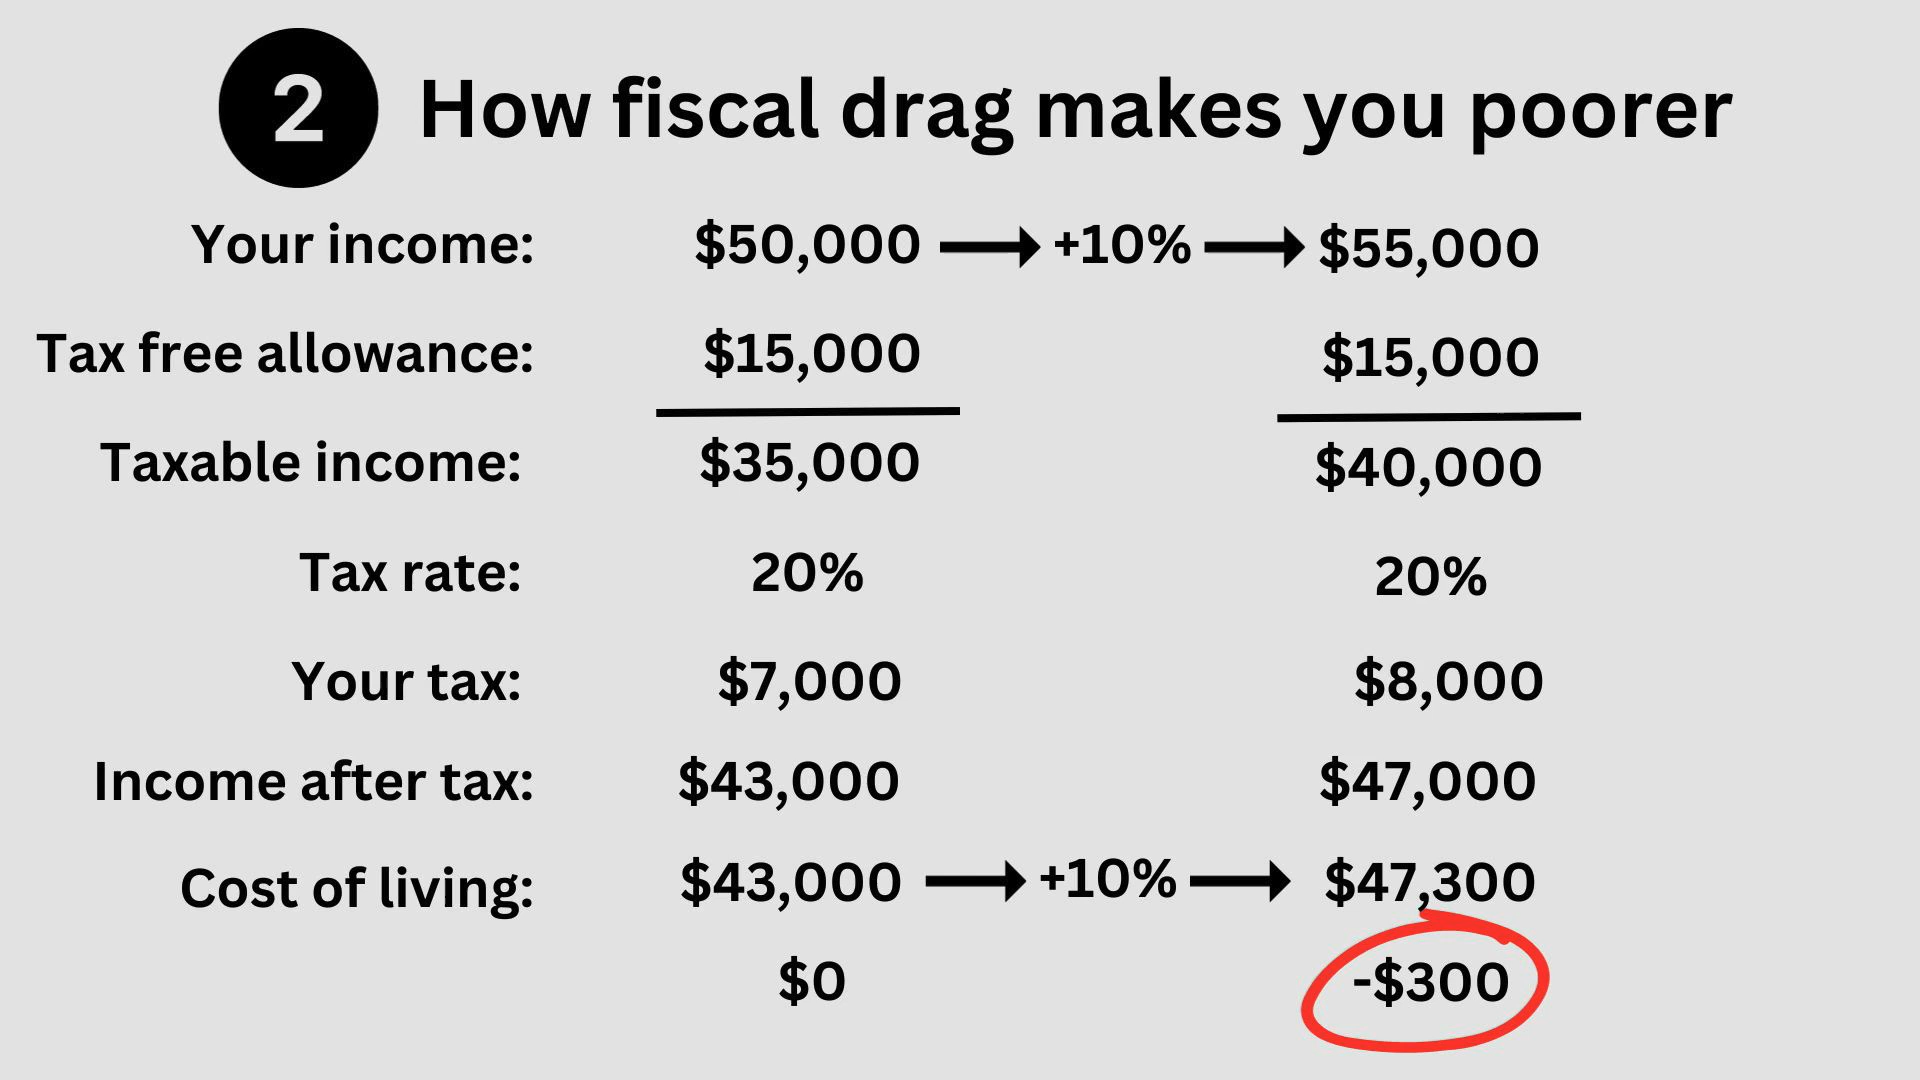 2 How fiscal drag makes you poorer
Your income: $50,000 +10% $55,000
Tax free allowance: $15,000 $15,000
Taxable income: $35,000 $40,000
Tax rate: 20% 20%
Your tax: $7,000 $8,000
Income after tax: $43,000 $47,000
Cost of living: $43,000 +10% $47,300
$0 -$300